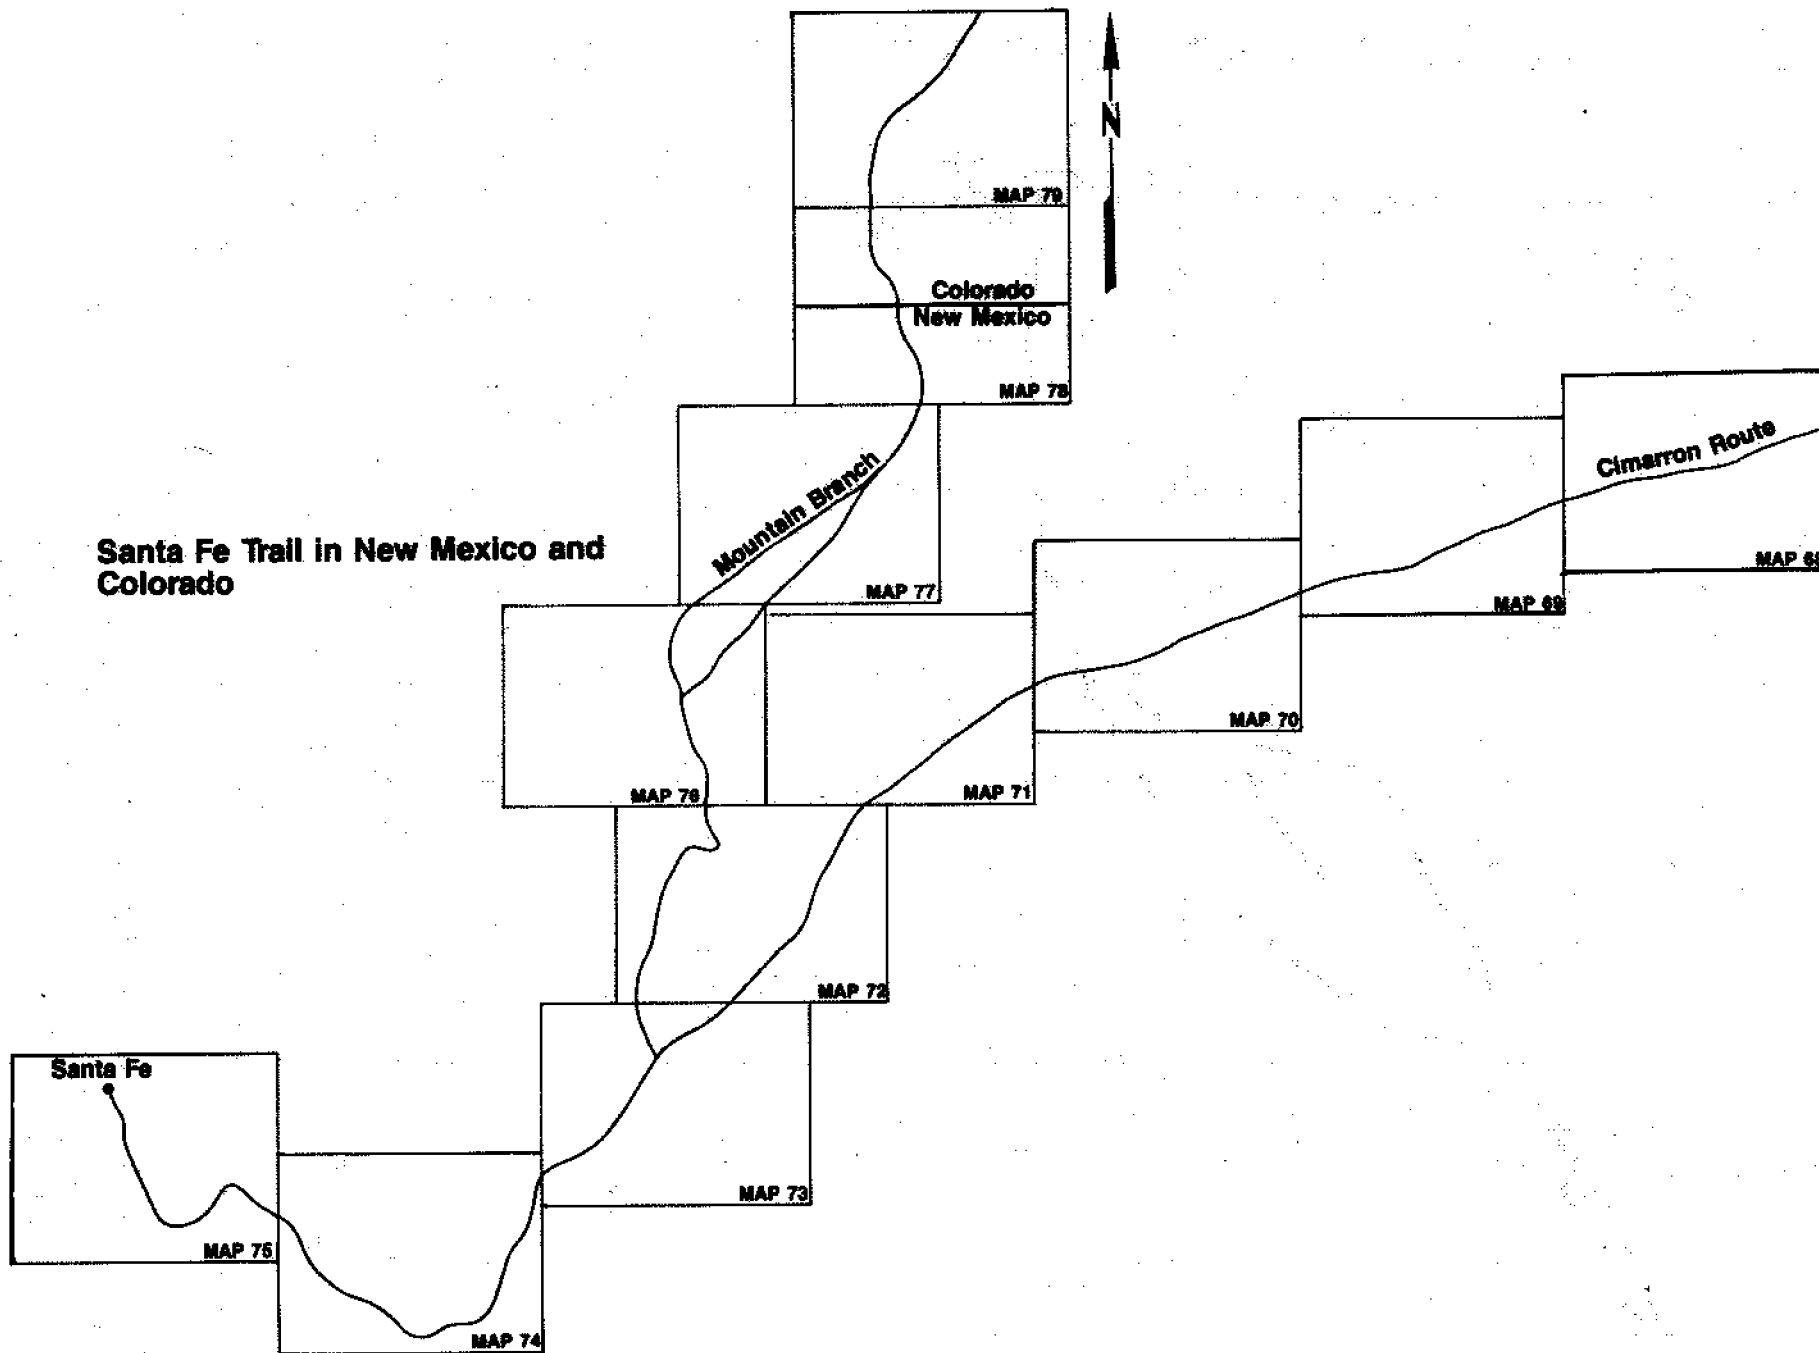 MAP 79
N
Colorado
New Mexico
MAP 78
Mountain Branch
MAP 77
Cimarron Route
MAP 69
Santa Fe Trail in New Mexico and
Colorado
MAP 76
MAP 71
MAP 70
MAP 72
Santa Fe
MAP 75
MAP 73
MAP 74